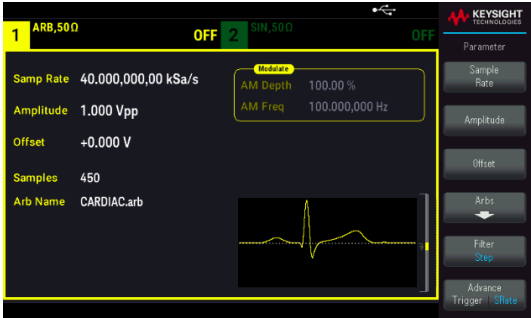 1 ARB,50Ω OFF 2 SIN,50Ω OFF
KEYSIGHT
TECHNOLOGIES
Parameter
Samp Rate 40.000,000,00 kSa/s
Amplitude 1.000 Vpp
Offset +0.000 V
Samples 450
Arb Name CARDIAC.arb
Modulate
AM Depth 100.00 %
AM Freq 100.000,000 Hz
Sample
Rate
Amplitude
Offset
Arbs
Filter
Step
Advance
Trigger SRate